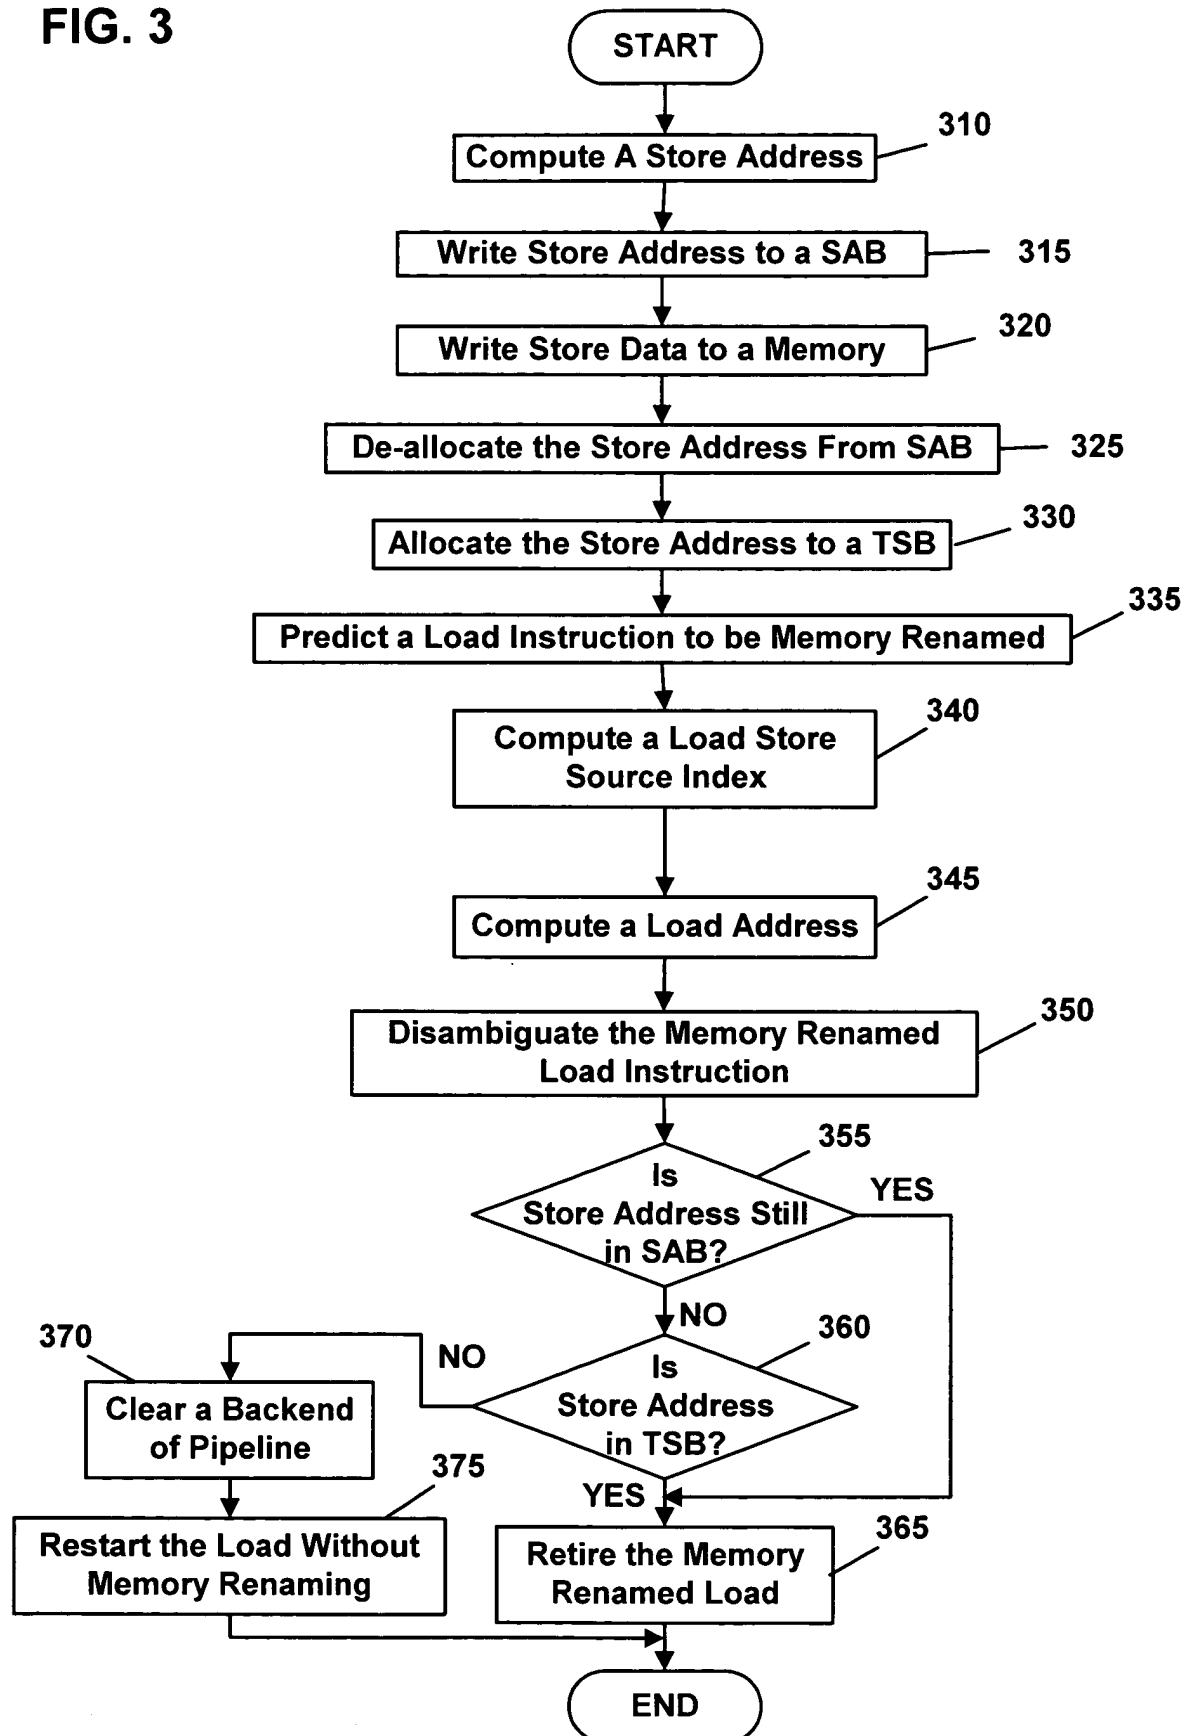 FIG. 3
START
310
Compute A Store Address
Write Store Address to a SAB
315
320
Write Store Data to a Memory
De-allocate the Store Address From SAB
325
330
Allocate the Store Address to a TSB
335
Predict a Load Instruction to be Memory Renamed
340
Compute a Load Store
Source Index
345
Compute a Load Address
350
Disambiguate the Memory Renamed
Load Instruction
355
Is
Store Address Still
in SAB?
YES
NO
360
370
NO
Is
Store Address
in TSB?
Clear a Backend
of Pipeline
375
YES
365
Restart the Load Without
Memory Renaming
Retire the Memory
Renamed Load
END